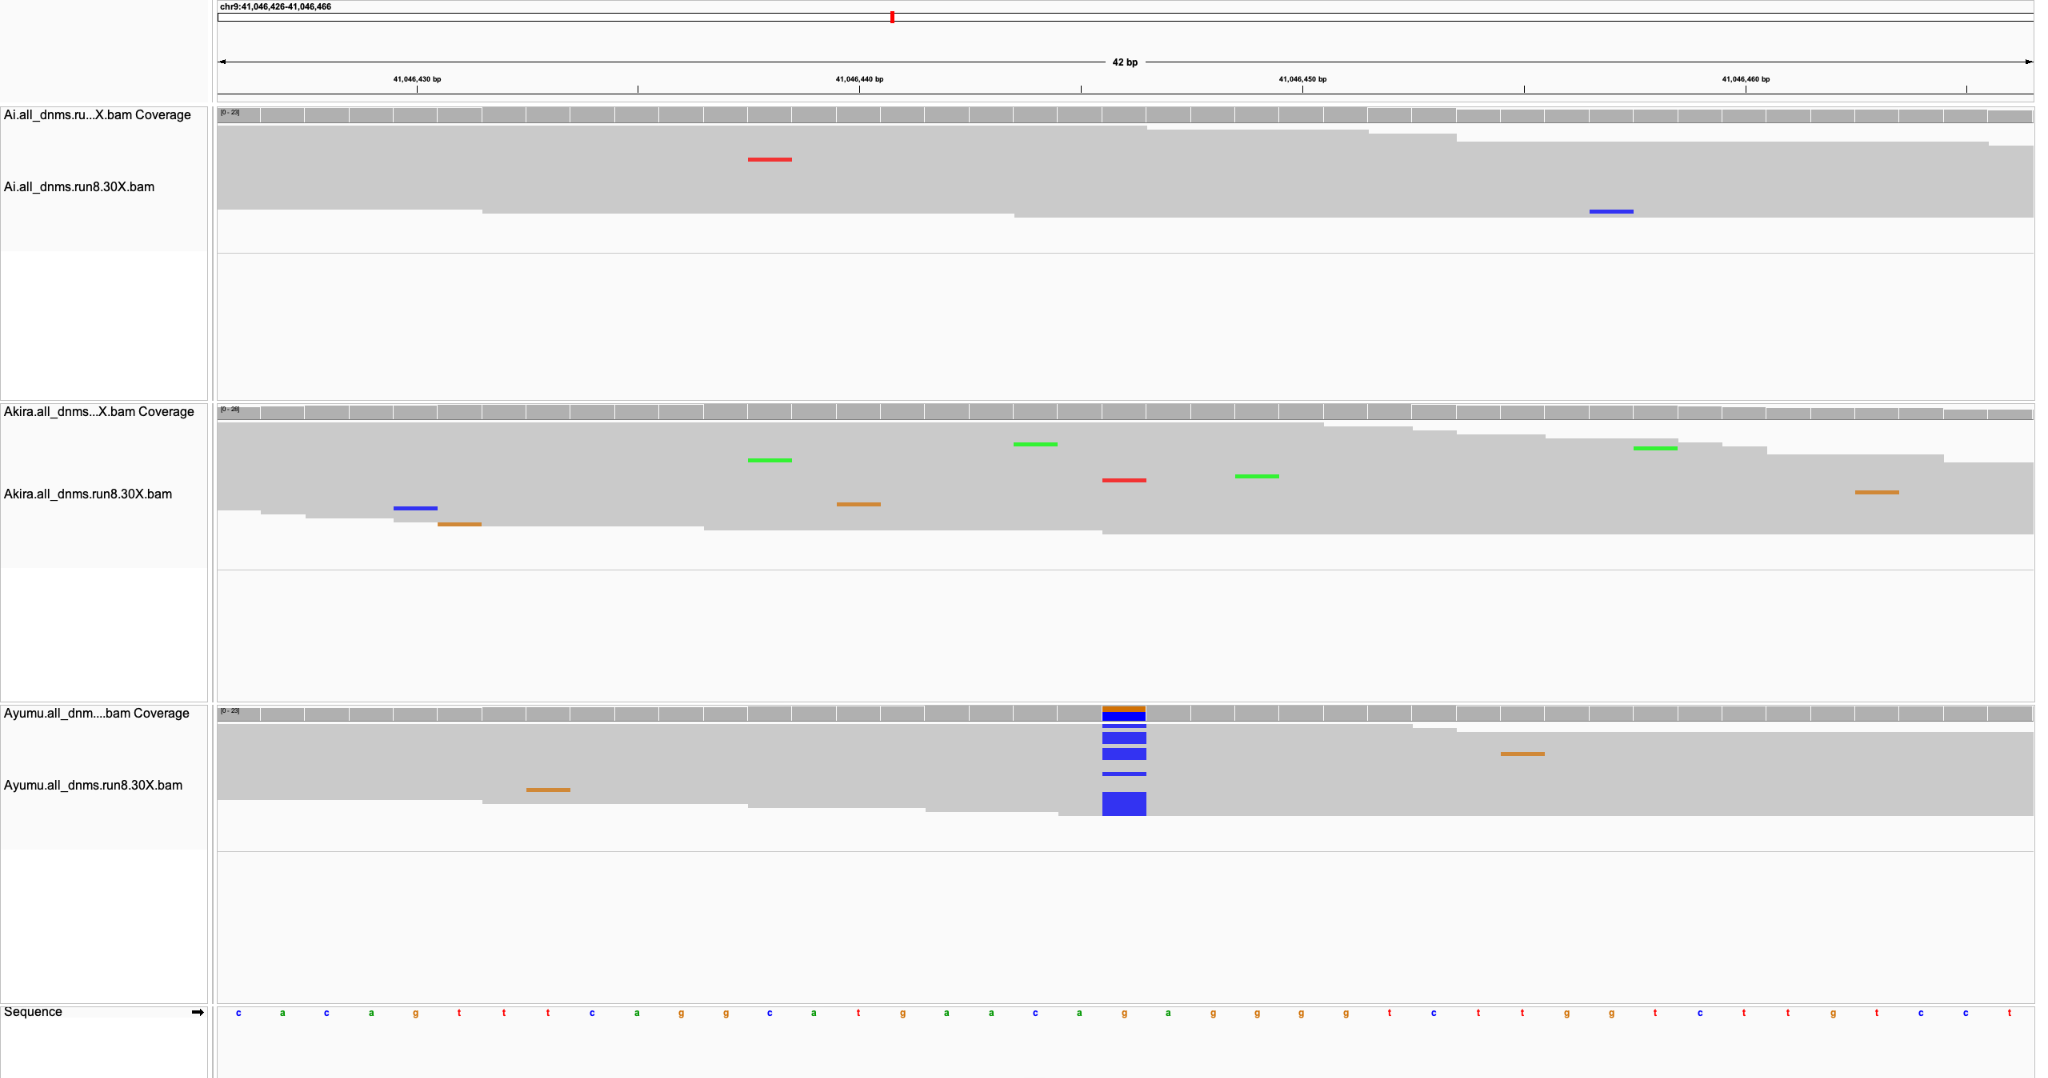 chr9:41,046,426-41,046,466
42 bp
41,046,430 bp 41,046,440 bp 41,046,450 bp 41,046,460 bp
Ai.all_dnms.ru...X.bam Coverage
[0 - 23]
Ai.all_dnms.run8.30X.bam
Akira.all_dnms...X.bam Coverage
[0 - 28]
Akira.all_dnms.run8.30X.bam
Ayumu.all_dnm....bam Coverage
[0 - 23]
Ayumu.all_dnms.run8.30X.bam
Sequence c a c a g t t t c a g g c a t g a a c a g a g g g g t c t t g g t c t t g t c c t